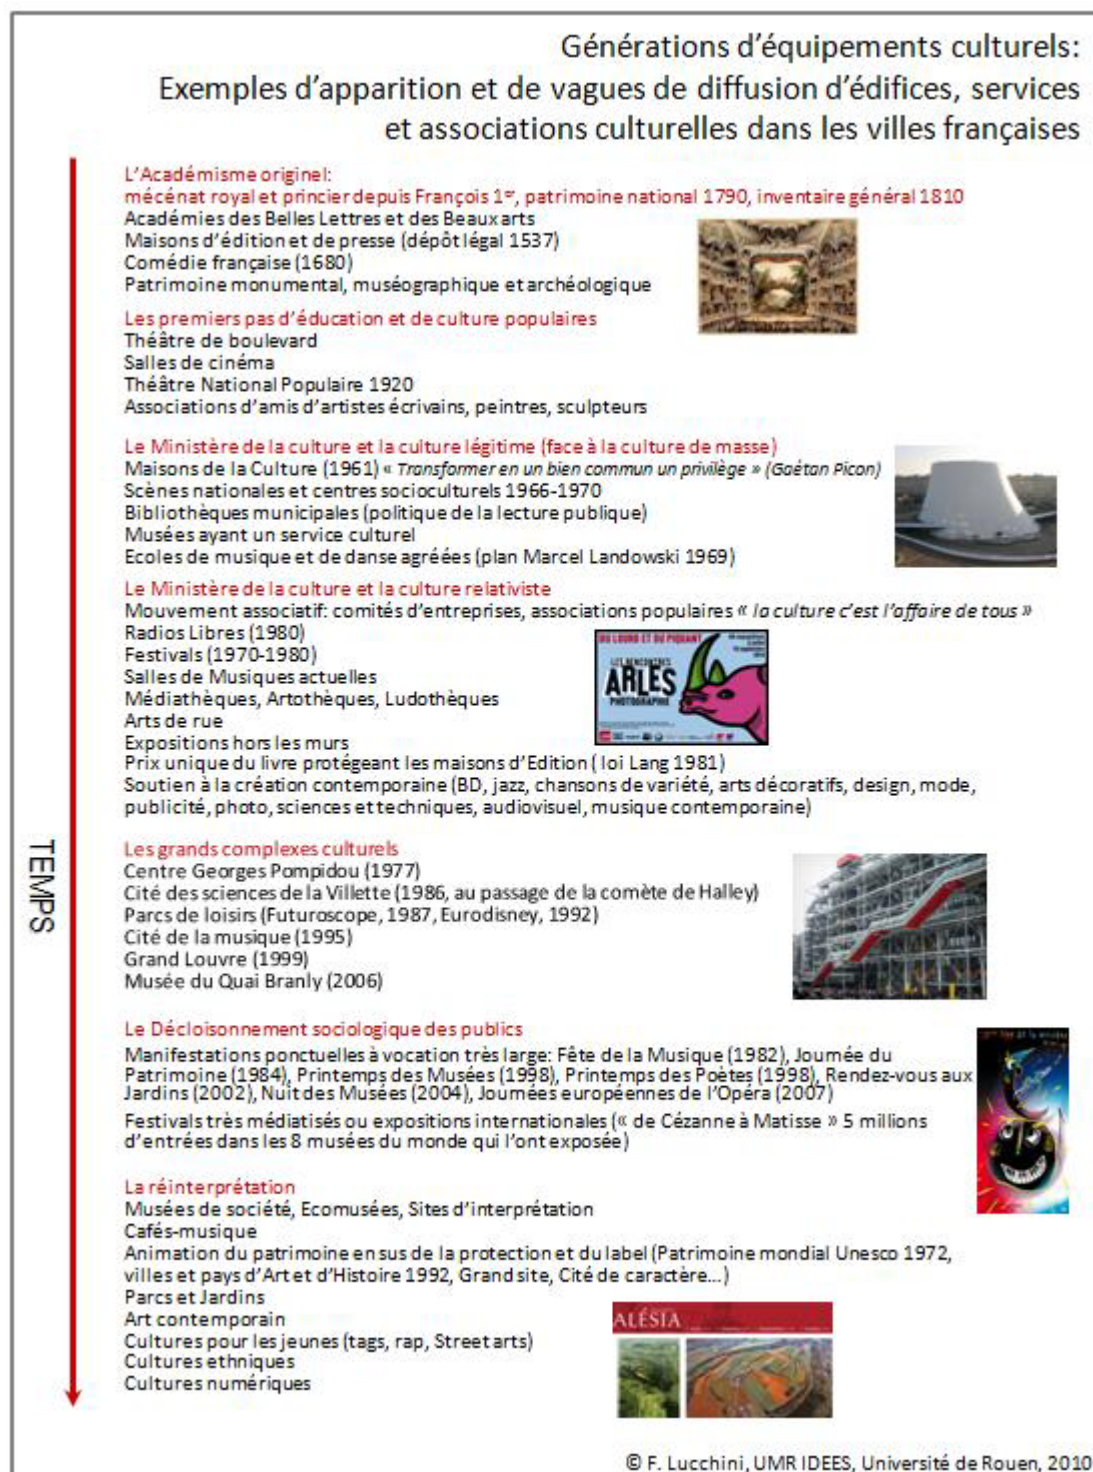 Générations d'équipements culturels:
Exemples d'apparition et de vagues de diffusion d'édifices, services
et associations culturelles dans les villes françaises
L'Académisme originel:
mécénat royal et princier depuis François 1er, patrimoine national 1790, inventaire général 1810
Académies des Belles Lettres et des Beaux arts
Maisons d'édition et de presse (dépôt légal 1537)
Comédie française (1680)
Patrimoine monumental, muséographique et archéologique
Les premiers pas d'éducation et de culture populaires
Théâtre de boulevard
Salles de cinéma
Théâtre National Populaire 1920
Associations d'amis d'artistes écrivains, peintres, sculpteurs
Le Ministère de la culture et la culture légitime (face à la culture de masse)
Maisons de la Culture (1961) « Transformer en un bien commun un privilège » (Gaétan Picon)
Scènes nationales et centres socioculturels 1966-1970
Bibliothèques municipales (politique de la lecture publique)
Musées ayant un service culturel
Ecoles de musique et de danse agréées (plan Marcel Landowski 1969)
Le Ministère de la culture et la culture relativiste
Mouvement associatif: comités d'entreprises, associations populaires « la culture c'est l'affaire de tous »
Radios Libres (1980)
Festivals (1970-1980)
Salles de Musiques actuelles
Médiathèques, Artothèques, Ludothèques
Arts de rue
Expositions hors les murs
Prix unique du livre protégeant les maisons d'Edition ( loi Lang 1981)
Soutien à la création contemporaine (BD, jazz, chansons de variété, arts décoratifs, design, mode,
publicité, photo, sciences et techniques, audiovisuel, musique contemporaine)
DU LOURD ET DU PIQUANT
LES RENCONTRES
ARLES
PHOTOGRAPHIE
TEMPS
Les grands complexes culturels
Centre Georges Pompidou (1977)
Cité des sciences de la Villette (1986, au passage de la comète de Halley)
Parcs de loisirs (Futuroscope, 1987, Eurodisney, 1992)
Cité de la musique (1995)
Grand Louvre (1999)
Musée du Quai Branly (2006)
Le Décloisonnement sociologique des publics
Manifestations ponctuelles à vocation très large: Fête de la Musique (1982), Journée du
Patrimoine (1984), Printemps des Musées (1998), Printemps des Poètes (1998), Rendez-vous aux
Jardins (2002), Nuit des Musées (2004), Journées européennes de l'Opéra (2007)
Festivals très médiatisés ou expositions internationales (« de Cézanne à Matisse » 5 millions
d'entrées dans les 8 musées du monde qui l'ont exposée)
La réinterprétation
Musées de société, Ecomusées, Sites d'interprétation
Cafés-musique
Animation du patrimoine en sus de la protection et du label (Patrimoine mondial Unesco 1972,
villes et pays d'Art et d'Histoire 1992, Grand site, Cité de caractère...)
Parcs et Jardins
Art contemporain
Cultures pour les jeunes (tags, rap, Street arts)
Cultures ethniques
Cultures numériques
ALÉSIA
© F. Lucchini, UMR IDEES, Université de Rouen, 2010